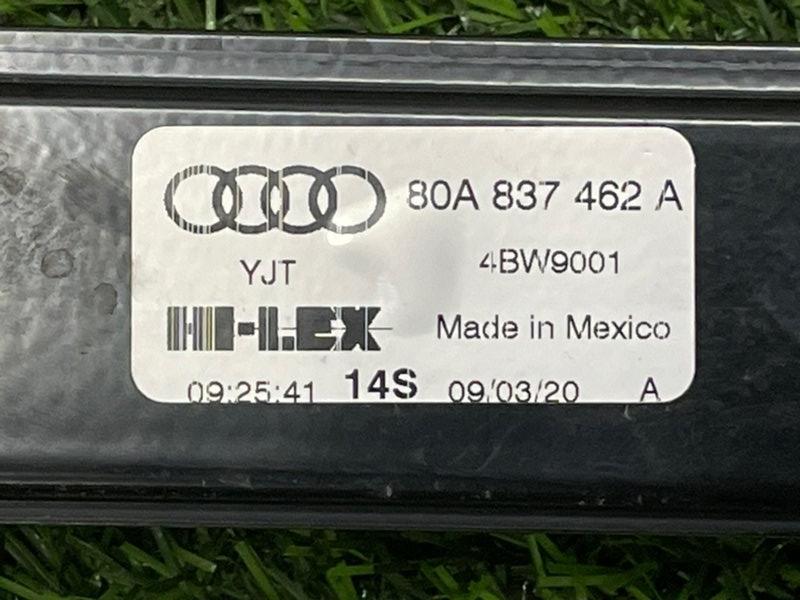 80A 837 462 A
YJT 4BW9001
HI-LEX Made in Mexico
09:25:41 14S 09/03/20 A